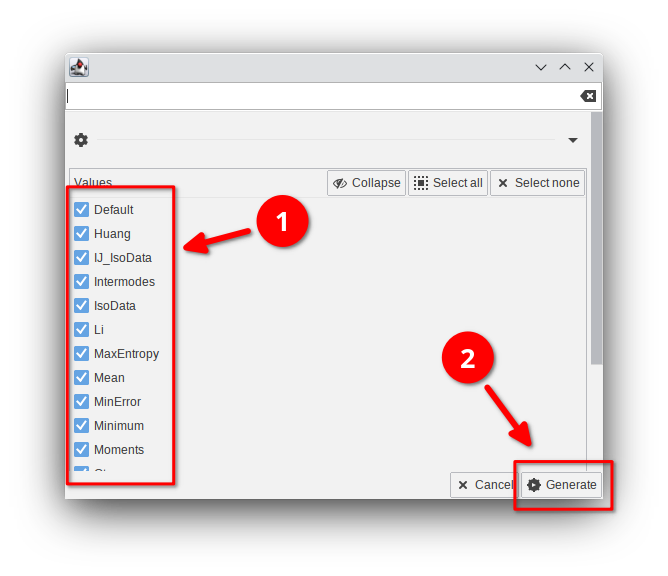 Values
Collapse
Select all
Select none
Default
Huang
IJ_IsoData
Intermodes
IsoData
Li
MaxEntropy
Mean
MinError
Minimum
Moments
1
2
Cancel
Generate